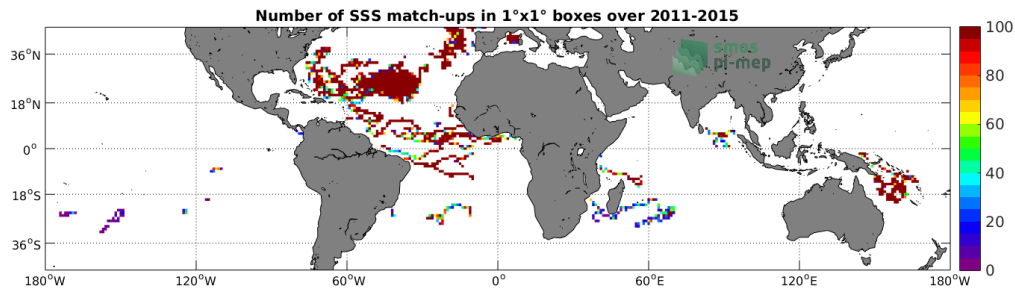 Number of SSS match-ups in 1°x1° boxes over 2011-2015
smos
pi-mep
36°N
18°N
0°
18°S
36°S
180°W
120°W
60°W
0°
60°E
120°E
180°W
100
80
60
40
20
0